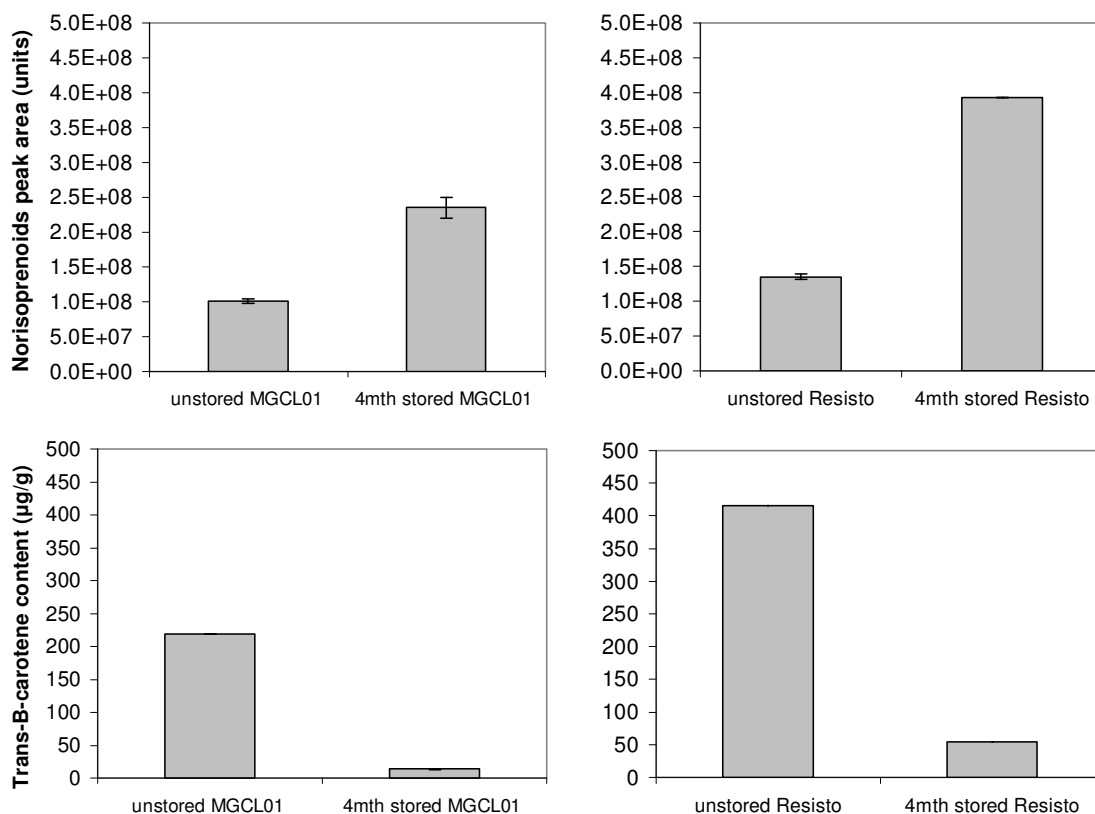 Norisoprenoids peak area (units)
5.0E+08
4.5E+08
4.0E+08
3.5E+08
3.0E+08
2.5E+08
2.0E+08
1.5E+08
1.0E+08
5.0E+07
0.0E+00
unstored MGCL01
4mth stored MGCL01
5.0E+08
4.5E+08
4.0E+08
3.5E+08
3.0E+08
2.5E+08
2.0E+08
1.5E+08
1.0E+08
5.0E+07
0.0E+00
unstored Resisto
4mth stored Resisto
Trans-B-carotene content (µg/g)
500
450
400
350
300
250
200
150
100
50
0
unstored MGCL01
4mth stored MGCL01
500
450
400
350
300
250
200
150
100
50
0
unstored Resisto
4mth stored Resisto